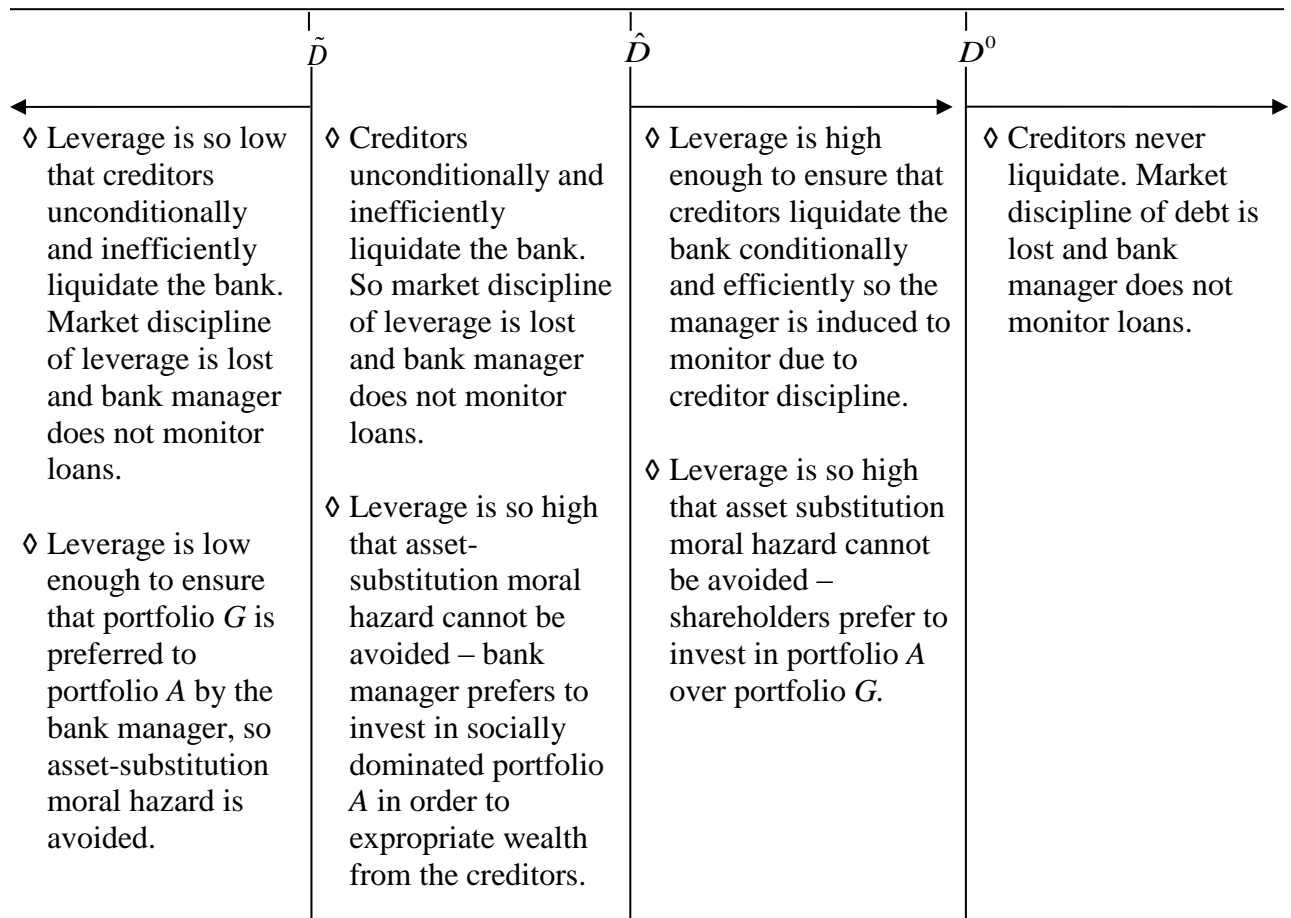 D̃
D̂
D⁰
◊ Leverage is so low
that creditors
unconditionally
and inefficiently
liquidate the bank.
Market discipline
of leverage is lost
and bank manager
does not monitor
loans.
◊ Leverage is low
enough to ensure
that portfolio G is
preferred to
portfolio A by the
bank manager, so
asset-substitution
moral hazard is
avoided.
◊ Creditors
unconditionally and
inefficiently
liquidate the bank.
So market discipline
of leverage is lost
and bank manager
does not monitor
loans.
◊ Leverage is so high
that asset-
substitution moral
hazard cannot be
avoided – bank
manager prefers to
invest in socially
dominated portfolio
A in order to
expropriate wealth
from the creditors.
◊ Leverage is high
enough to ensure that
creditors liquidate the
bank conditionally
and efficiently so the
manager is induced to
monitor due to
creditor discipline.
◊ Leverage is so high
that asset substitution
moral hazard cannot
be avoided –
shareholders prefer to
invest in portfolio A
over portfolio G.
◊ Creditors never
liquidate. Market
discipline of debt is
lost and bank
manager does not
monitor loans.